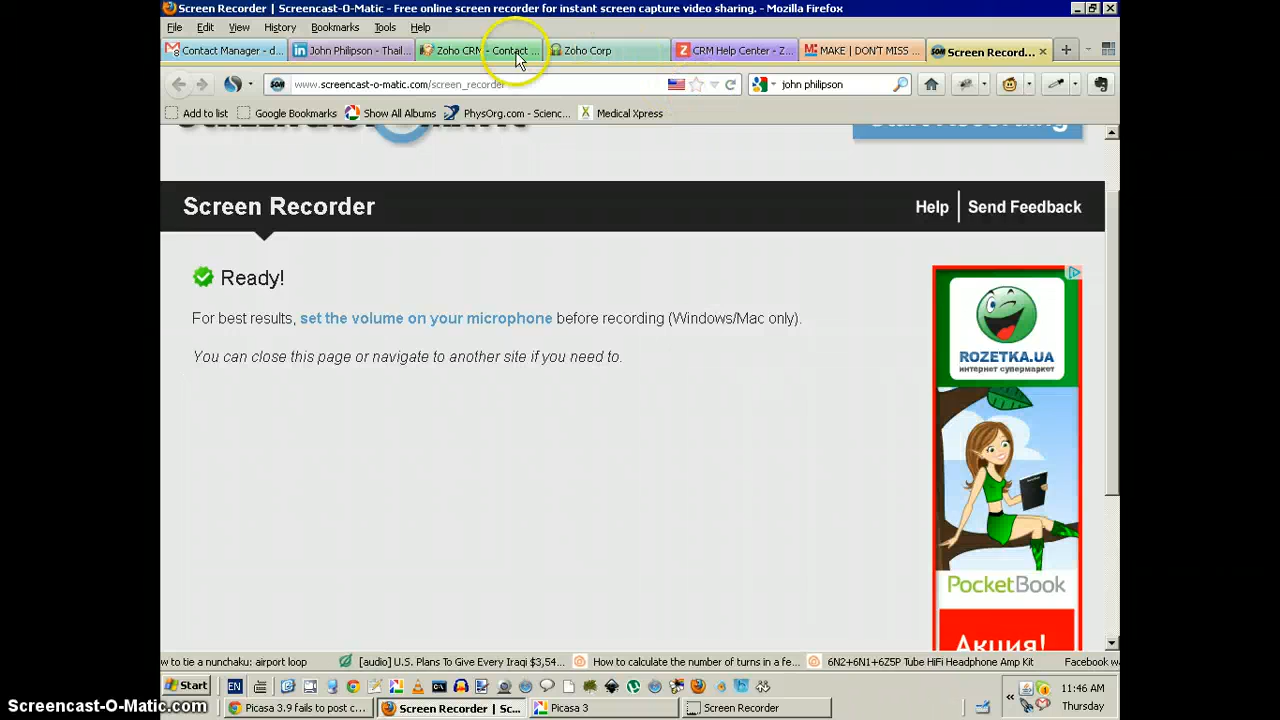 Screen Recorder | Screencast-O-Matic - Free online screen recorder for instant screen capture video sharing. - Mozilla Firefox
File Edit View History Bookmarks Tools Help
Contact Manager - d... John Philipson - Thail... Zoho CRM - Contact ... Zoho Corp CRM Help Center - Z... MAKE | DON'T MISS ... Screen Record...
www.screencast-o-matic.com/screen_recorder john philipson
Add to list Google Bookmarks Show All Albums PhysOrg.com - Scienc... Medical Xpress
Start Recording
Screen Recorder Help Send Feedback
Ready!
For best results, set the volume on your microphone before recording (Windows/Mac only).
You can close this page or navigate to another site if you need to.
ROZETKA.UA
интернет супермаркет
PocketBook
Акция!
ow to tie a nunchaku: airport loop [audio] U.S. Plans To Give Every Iraqi $3,54... How to calculate the number of turns in a fe... 6N2+6N1+6Z5P Tube HiFi Headphone Amp Kit Facebook w
Start EN 11:46 AM
Thursday
Picasa 3.9 fails to post c... Screen Recorder | Sc... Picasa 3 Screen Recorder
Screencast-O-Matic.com